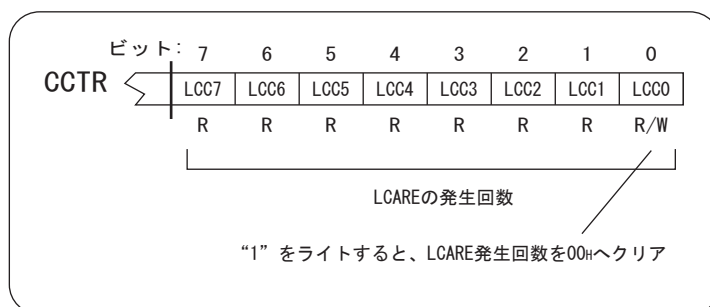 ビット: 7 6 5 4 3 2 1 0
CCTR LCC7 LCC6 LCC5 LCC4 LCC3 LCC2 LCC1 LCC0
R R R R R R R R/W
LCAREの発生回数
“1”をライトすると、LCARE発生回数を00Hへクリア